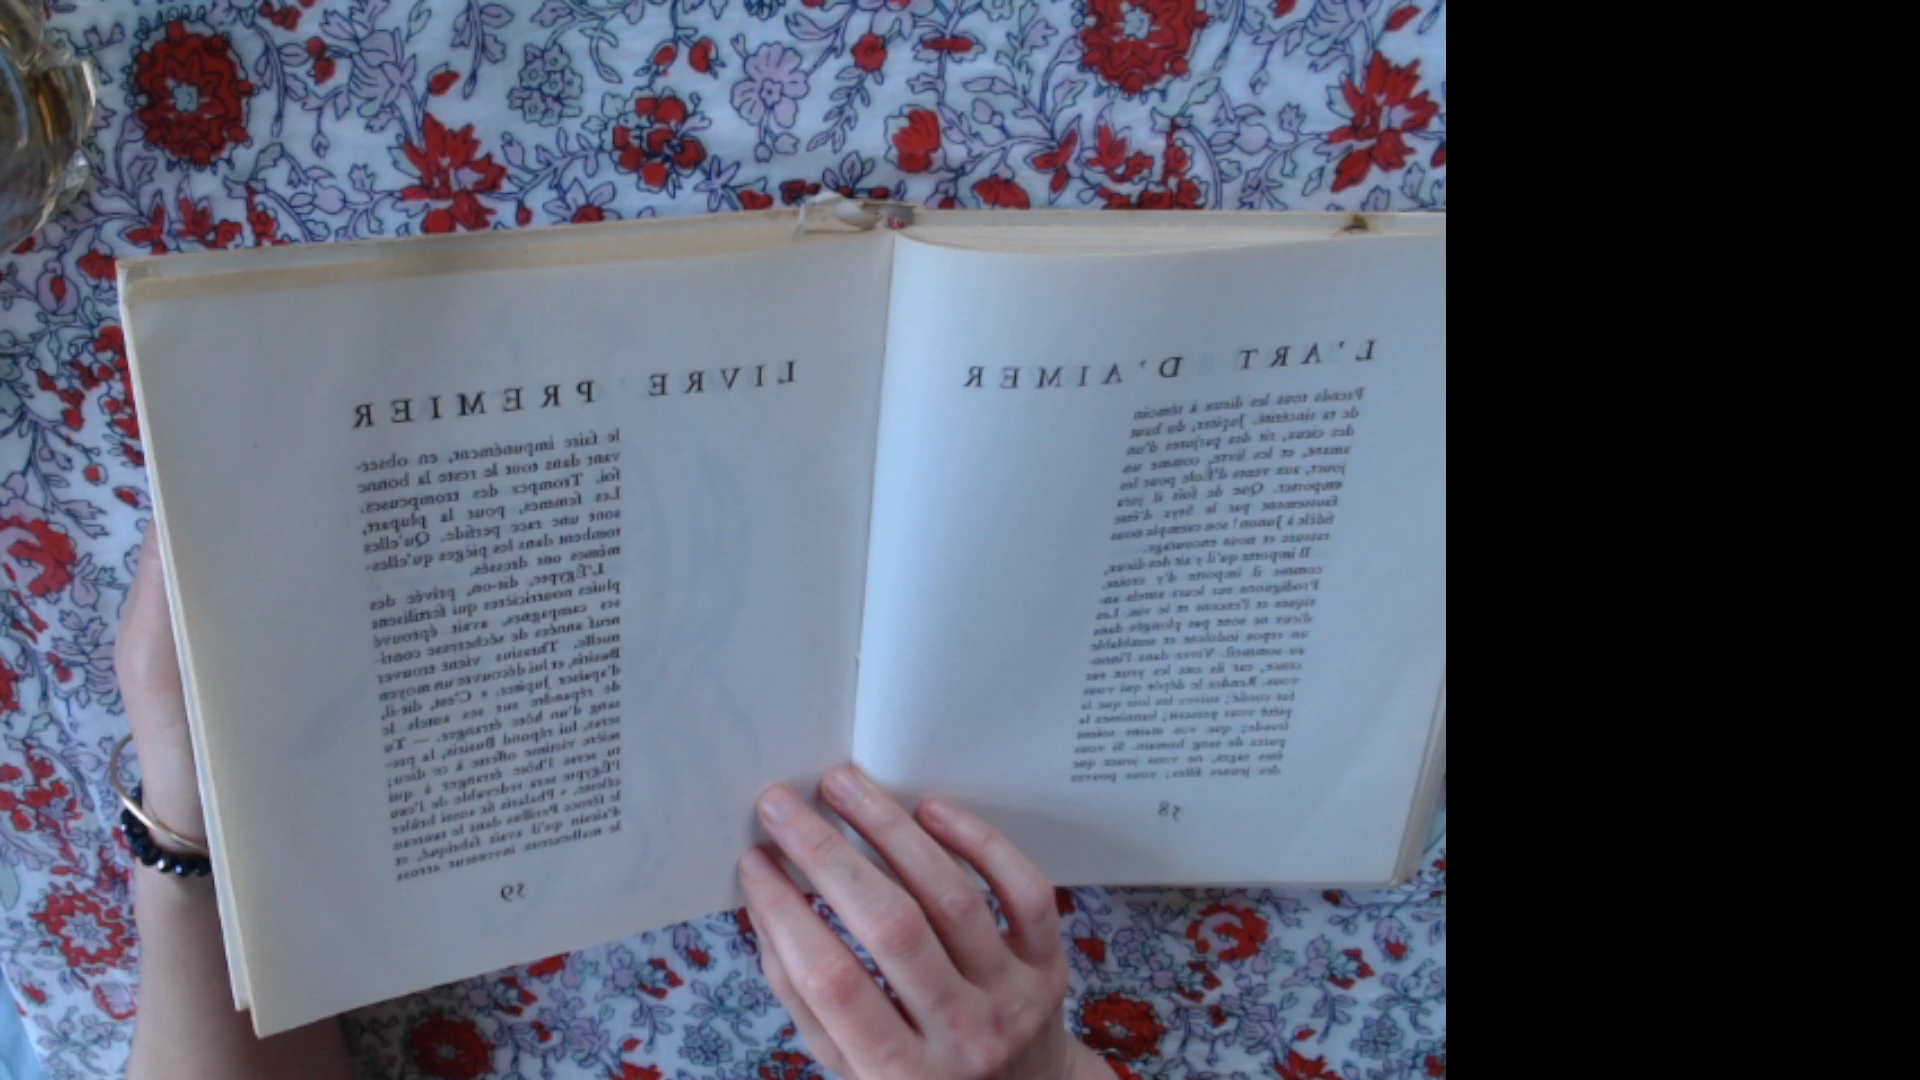 L'ART D'AIMER
Prends tous les dieux à témoin
de ta sincérité. Jupiter, du haut
des cieux, rit des parjures d'un
amant, et les livre, comme un
jouet, aux vents d'Éole pour les
emporter. Que de fois il jura
faussement par le Styx d'être
fidèle à Junon! son exemple nous
rassure et nous encourage.
Il importe qu'il y ait des dieux,
comme il importe d'y croire.
Prodiguons sur leurs autels an-
tiques et l'encens et le vin. Les
dieux ne sont pas plongés dans
un repos indolent et semblable
au sommeil. Vivez dans l'inno-
cence, car ils ont les yeux sur
vous. Rendez le dépôt qui vous
fut confié; suivez les lois que la
piété vous prescrit; bannissez la
fraude; que vos mains soient
pures de sang humain. Si vous
êtes sages, ne vous jouez que
des jeunes filles; vous pouvez
58
LIVRE PREMIER
le faire impunément, en obser-
vant dans tout le reste la bonne
foi. Trompez des trompeuses.
Les femmes, pour la plupart,
sont une race perfide. Qu'elles
tombent dans les pièges qu'elles-
mêmes ont dressés.
L'Égypte, dit-on, privée des
pluies nourricières qui fertilisent
ses campagnes, avait éprouvé
neuf années de sécheresse conti-
nuelle. Thrasius vient trouver
Busiris, et lui découvre un moyen
d'apaiser Jupiter. « C'est, dit-il,
de répandre sur ses autels le
sang d'un hôte étranger. — Tu
seras, lui répond Busiris, la pre-
mière victime offerte à ce dieu;
tu seras l'hôte étranger à qui
l'Égypte sera redevable de l'eau
céleste. » Phalaris fit aussi brûler
le féroce Perillus dans le taureau
d'airain qu'il avait fabriqué, et
le malheureux inventeur arrosa
59